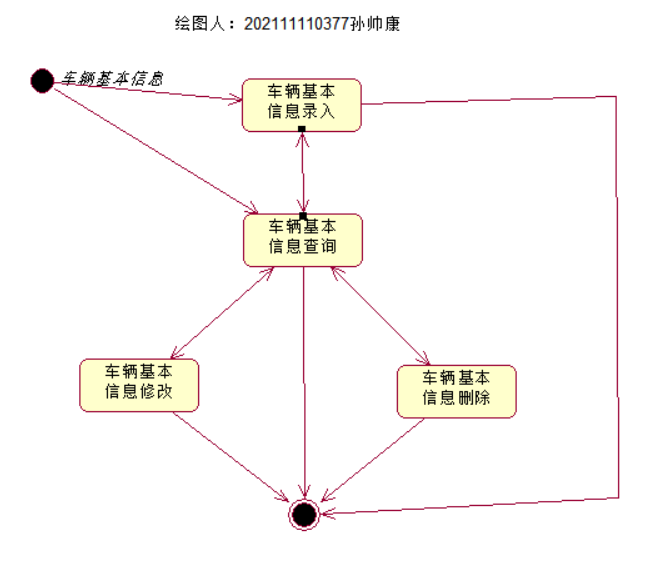 绘图人：202111110377孙帅康
车辆基本信息
车辆基本
信息录入
车辆基本
信息查询
车辆基本
信息修改
车辆基本
信息删除